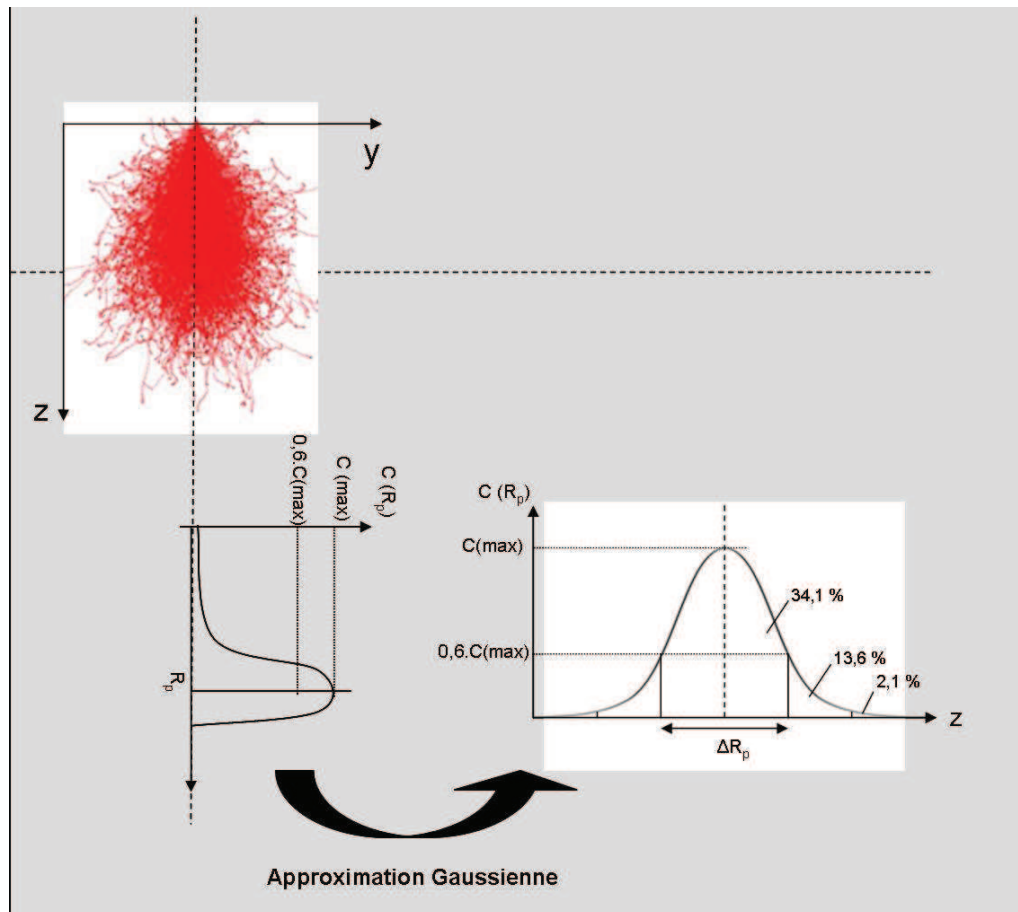 y
z
0,6.C(max)
C (max)
C (Rp)
Rp
C (Rp)
C(max)
0,6.C(max)
34,1 %
13,6 %
2,1 %
z
ΔRp
Approximation Gaussienne